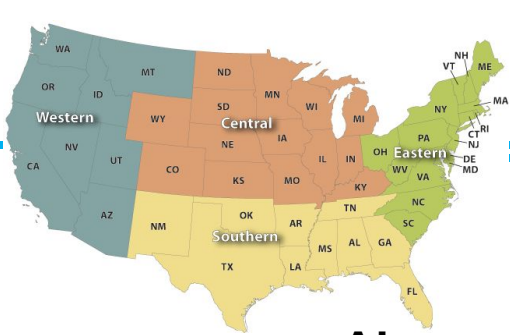 NH
VT
ME
WA
MT
ND
OR
ID
MN
SD
WI
MI
NY
MA
RI
CT
Western
WY
Central
PA
NJ
NV
NE
IA
OH
Eastern
DE
MD
CA
UT
CO
IL
IN
WV
VA
KS
MO
KY
NC
AZ
NM
OK
AR
TN
SC
Southern
MS
AL
GA
TX
LA
FL